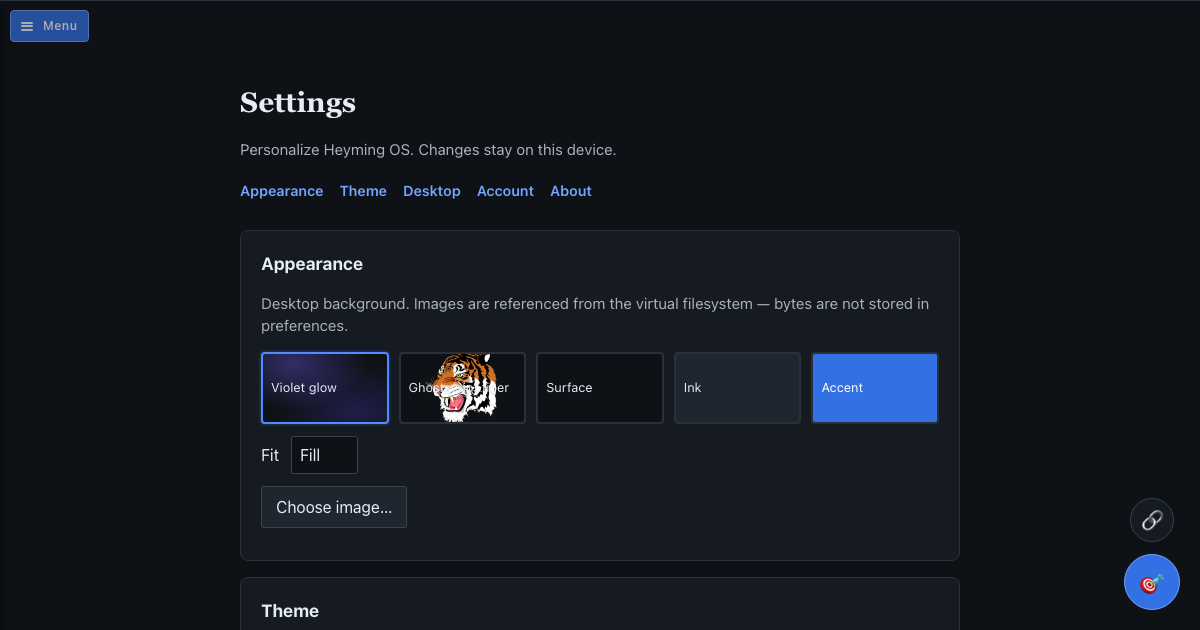 Menu
Settings
Personalize Heyming OS. Changes stay on this device.
Appearance Theme Desktop Account About
Appearance
Desktop background. Images are referenced from the virtual filesystem — bytes are not stored in
preferences.
Violet glow
Surface
Ink
Accent
Fit Fill
Choose image...
Theme